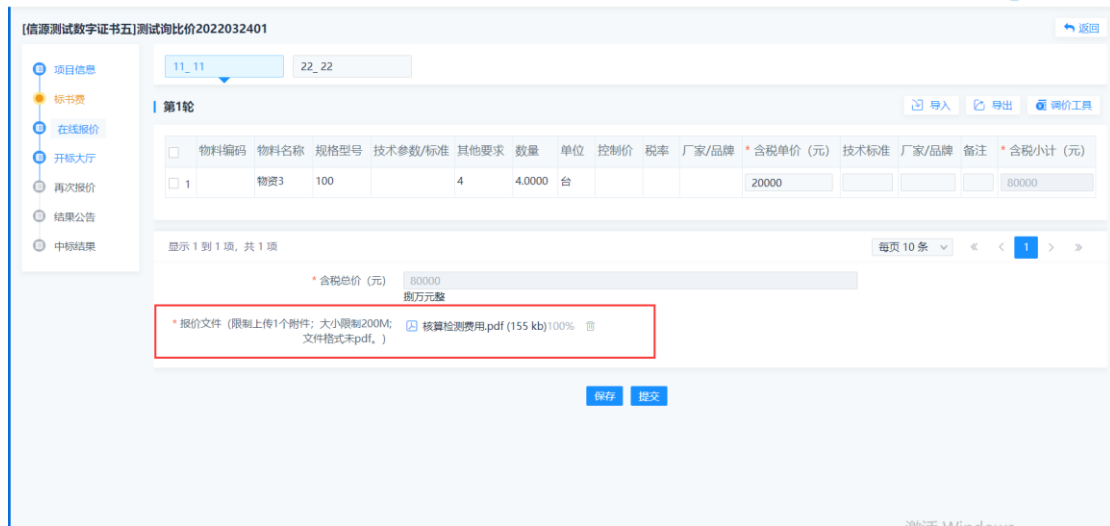 [信源测试数字证书五]测试询比价2022032401
返回
项目信息
标书费
在线报价
开标大厅
再次报价
结果公告
中标结果
11_ 11
22_ 22
第1轮
导入
导出
调价工具
物料编码 物料名称 规格型号 技术参数/标准 其他要求 数量 单位 控制价 税率 厂家/品牌 * 含税单价（元） 技术标准 厂家/品牌 备注 * 含税小计（元）
1 物资3 100 4 4.0000 台 20000 80000
显示 1 到 1 项，共 1 项
每页 10 条
1
* 含税总价（元） 80000
捌万元整
* 报价文件（限制上传1个附件；大小限制200M;
文件格式未pdf。）
核算检测费用.pdf (155 kb)100%
保存
提交